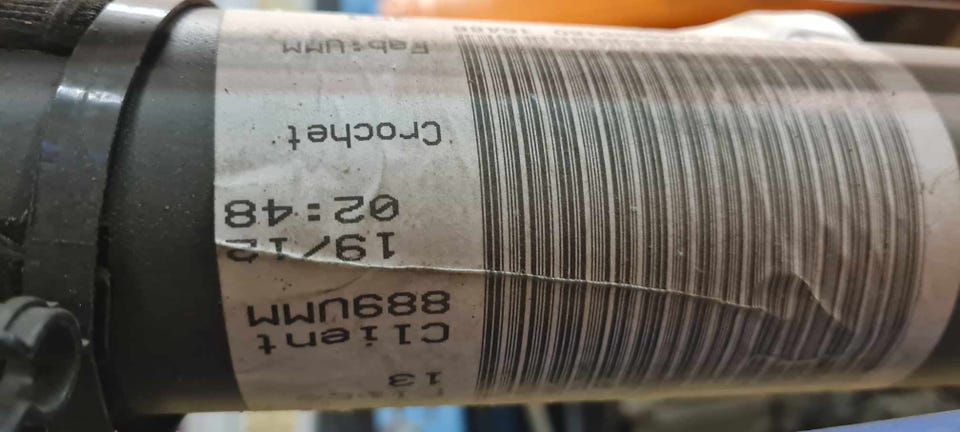 13
Client
889UMM
19/12
02:48
Crochet
Fab:UMM